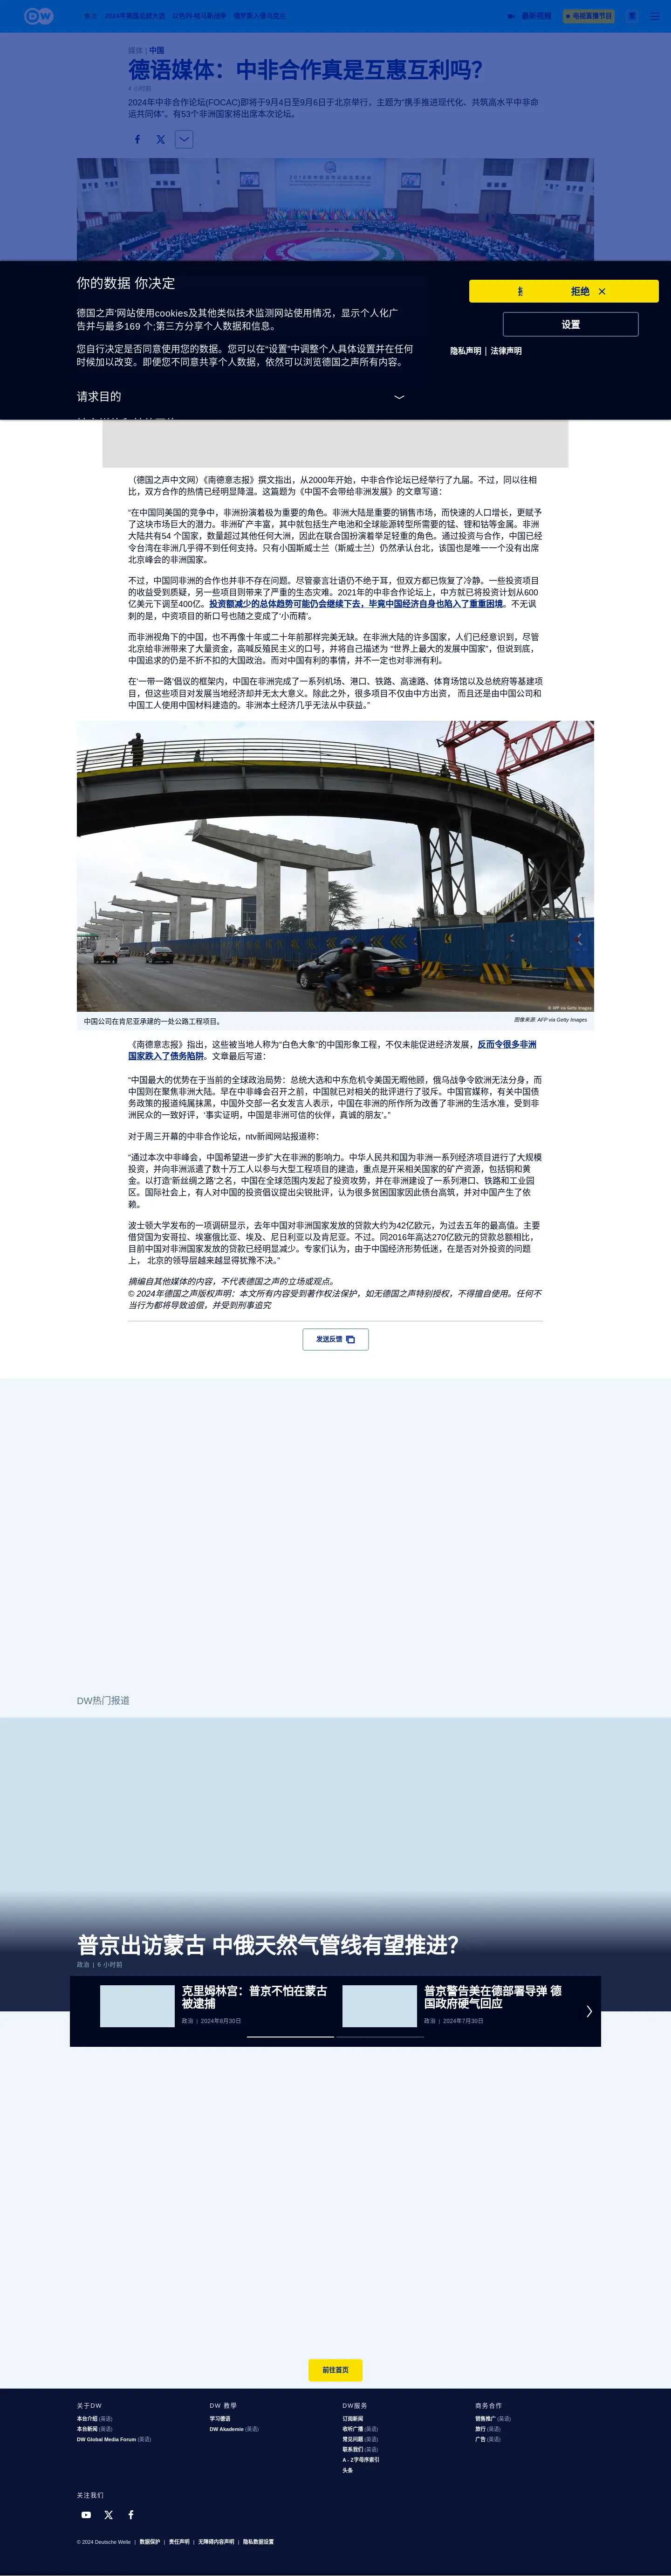 DW
焦点 2024年美国总统大选 以色列-哈马斯战争 俄罗斯入侵乌克兰 最新视频 电视直播节目 繁
媒体 | 中国
德语媒体：中非合作真是互惠互利吗？
4 小时前
2024年中非合作论坛(FOCAC)即将于9月4日至9月6日于北京举行，主题为“携手推进现代化、共筑高水平中非命
运共同体”。有53个非洲国家将出席本次论坛。
你的数据 你决定
德国之声'网站使用cookies及其他类似技术监测网站使用情况，显示个人化广
告并与最多169 个;第三方分享个人数据和信息。
您自行决定是否同意使用您的数据。您可以在“设置”中调整个人具体设置并在任何
时候加以改变。即便您不同意共享个人数据，依然可以浏览德国之声所有内容。
请求目的
拒绝
设置
隐私声明 | 法律声明
（德国之声中文网）《南德意志报》撰文指出，从2000年开始，中非合作论坛已经举行了九届。不过，同以往相
比，双方合作的热情已经明显降温。这篇题为《中国不会带给非洲发展》的文章写道：
“在中国同美国的竞争中，非洲扮演着极为重要的角色。非洲大陆是重要的销售市场，而快速的人口增长，更赋予
了这块市场巨大的潜力。非洲矿产丰富，其中就包括生产电池和全球能源转型所需要的锰、锂和钴等金属。非洲
大陆共有54 个国家，数量超过其他任何大洲，因此在联合国扮演着举足轻重的角色。通过投资与合作，中国已经
令台湾在非洲几乎得不到任何支持。只有小国斯威士兰（斯威士兰）仍然承认台北，该国也是唯一一个没有出席
北京峰会的非洲国家。
不过，中国同非洲的合作也并非不存在问题。尽管豪言壮语仍不绝于耳，但双方都已恢复了冷静。一些投资项目
的收益受到质疑，另一些项目则带来了严重的生态灾难。2021年的中非合作论坛上，中方就已将投资计划从600
亿美元下调至400亿。投资额减少的总体趋势可能仍会继续下去，毕竟中国经济自身也陷入了重重困境。不无讽
刺的是，中资项目的新口号也随之变成了‘小而精’。
而非洲视角下的中国，也不再像十年或二十年前那样完美无缺。在非洲大陆的许多国家，人们已经意识到，尽管
北京给非洲带来了大量资金，高喊反殖民主义的口号，并将自己描述为 “世界上最大的发展中国家”，但说到底，
中国追求的仍是不折不扣的大国政治。而对中国有利的事情，并不一定也对非洲有利。
在‘一带一路’倡议的框架内，中国在非洲完成了一系列机场、港口、铁路、高速路、体育场馆以及总统府等基建项
目，但这些项目对发展当地经济却并无太大意义。除此之外，很多项目不仅由中方出资， 而且还是由中国公司和
中国工人使用中国材料建造的。非洲本土经济几乎无法从中获益。”
© AFP via Getty Images
中国公司在肯尼亚承建的一处公路工程项目。
图像来源: AFP via Getty Images
《南德意志报》指出，这些被当地人称为“白色大象”的中国形象工程，不仅未能促进经济发展，反而令很多非洲
国家跌入了债务陷阱。文章最后写道：
“中国最大的优势在于当前的全球政治局势：总统大选和中东危机令美国无暇他顾，俄乌战争令欧洲无法分身，而
中国则在聚焦非洲大陆。早在中非峰会召开之前，中国就已对相关的批评进行了驳斥。中国官媒称，有关中国债
务政策的报道纯属抹黑，中国外交部的一名女发言人表示，中国在非洲的所作所为改善了非洲的生活水准，受到非
洲民众的一致好评，‘事实证明，中国是非洲可信的伙伴，真诚的朋友’。”
对于周三开幕的中非合作论坛，ntv新闻网站报道称：
“通过本次中非峰会，中国希望进一步扩大在非洲的影响力。中华人民共和国为非洲一系列经济项目进行了大规模
投资，并向非洲派遣了数十万工人以参与大型工程项目的建造，重点是开采相关国家的矿产资源，包括铜和黄
金。以打造‘新丝绸之路’之名，中国在全球范围内发起了投资攻势，并在非洲建设了一系列港口、铁路和工业园
区。国际社会上，有人对中国的投资倡议提出尖锐批评，认为很多贫困国家因此债台高筑，并对中国产生了依
赖。
波士顿大学发布的一项调研显示，去年中国对非洲国家发放的贷款大约为42亿欧元，为过去五年的最高值。主要
借贷国为安哥拉、埃塞俄比亚、埃及、尼日利亚以及肯尼亚。不过。同2016年高达270亿欧元的贷款总额相比，
目前中国对非洲国家发放的贷款已经明显减少。专家们认为，由于中国经济形势低迷，在是否对外投资的问题
上， 北京的领导层越来越显得犹豫不决。”
摘编自其他媒体的内容，不代表德国之声的立场或观点。
© 2024年德国之声版权声明：本文所有内容受到著作权法保护，如无德国之声特别授权，不得擅自使用。任何不
当行为都将导致追偿，并受到刑事追究
发送反馈
DW热门报道
普京出访蒙古 中俄天然气管线有望推进？
政治 | 6 小时前
克里姆林宫：普京不怕在蒙古
被逮捕
政治 | 2024年8月30日
普京警告美在德部署导弹 德
国政府硬气回应
政治 | 2024年7月30日
前往首页
关于DW
本台介绍 (英语)
本台新闻 (英语)
DW Global Media Forum (英语)
DW 教学
学习德语
DW Akademie (英语)
DW服务
订阅新闻
收听广播 (英语)
常见问题 (英语)
联系我们 (英语)
A - Z字母序索引
头条
商务合作
销售推广 (英语)
旅行 (英语)
广告 (英语)
关注我们
© 2024 Deutsche Welle | 数据保护 | 责任声明 | 无障碍内容声明 | 隐私数据设置